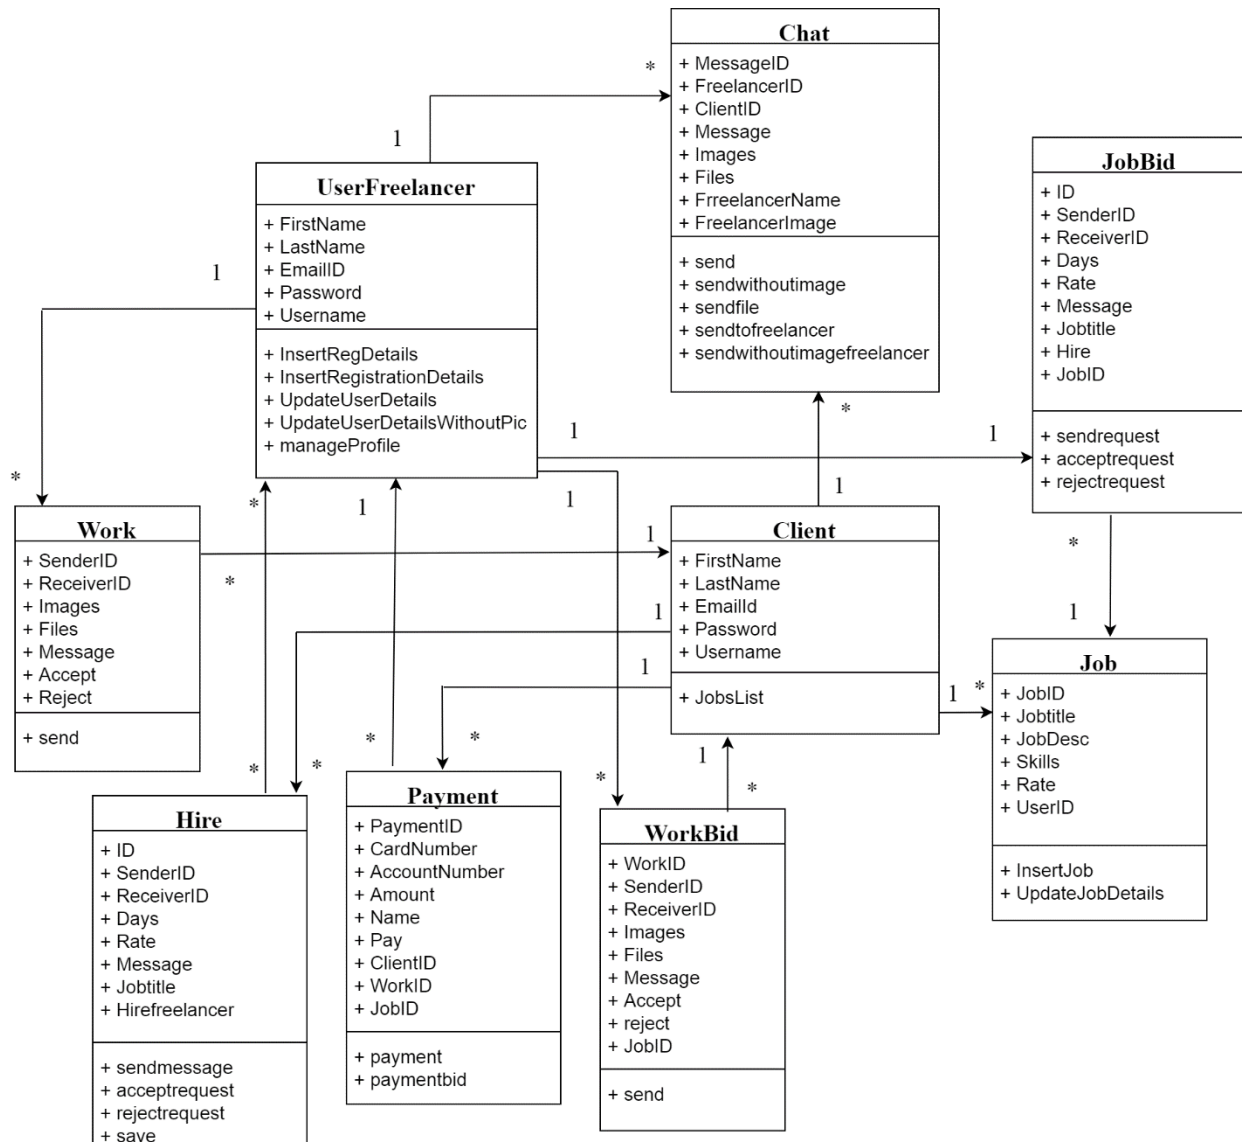 Chat
+ MessageID
+ FreelancerID
+ ClientID
+ Message
+ Images
+ Files
+ FrreelancerName
+ FreelancerImage
+ send
+ sendwithoutimage
+ sendfile
+ sendtofreelancer
+ sendwithoutimagefreelancer
*
1
UserFreelancer
+ FirstName
+ LastName
+ EmailID
+ Password
+ Username
+ InsertRegDetails
+ InsertRegistrationDetails
+ UpdateUserDetails
+ UpdateUserDetailsWithoutPic
+ manageProfile
1
*
JobBid
+ ID
+ SenderID
+ ReceiverID
+ Days
+ Rate
+ Message
+ Jobtitle
+ Hire
+ JobID
+ sendrequest
+ acceptrequest
+ rejectrequest
1
1
*
1
1
*
1
*
1
Work
+ SenderID
+ ReceiverID
+ Images
+ Files
+ Message
+ Accept
+ Reject
+ send
*
1
Client
+ FirstName
+ LastName
+ EmailId
+ Password
+ Username
+ JobsList
1
1
1
*
Job
+ JobID
+ Jobtitle
+ JobDesc
+ Skills
+ Rate
+ UserID
+ InsertJob
+ UpdateJobDetails
*
*
*
*
*
1
*
Hire
+ ID
+ SenderID
+ ReceiverID
+ Days
+ Rate
+ Message
+ Jobtitle
+ Hirefreelancer
+ sendmessage
+ acceptrequest
+ rejectrequest
+ save
Payment
+ PaymentID
+ CardNumber
+ AccountNumber
+ Amount
+ Name
+ Pay
+ ClientID
+ WorkID
+ JobID
+ payment
+ paymentbid
WorkBid
+ WorkID
+ SenderID
+ ReceiverID
+ Images
+ Files
+ Message
+ Accept
+ reject
+ JobID
+ send